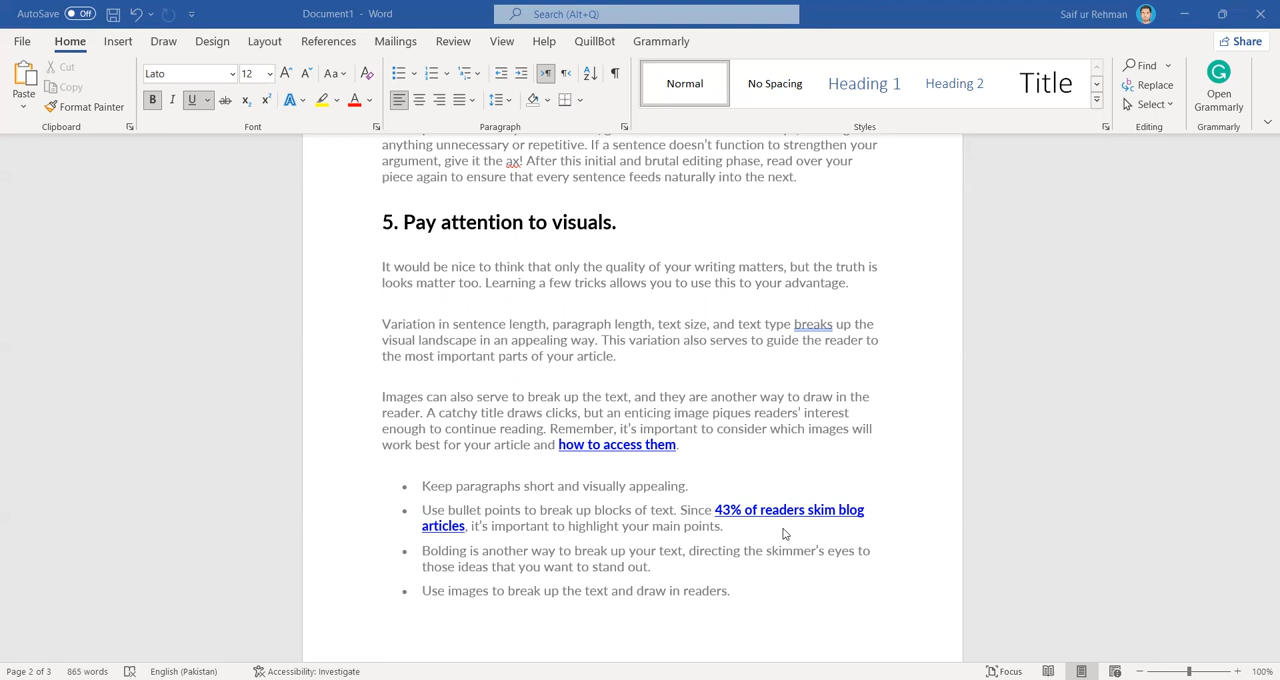 AutoSave Off Document1 - Word Search (Alt+Q) Saif ur Rehman
File Home Insert Draw Design Layout References Mailings Review View Help QuillBot Grammarly Share
Paste Cut Copy Format Painter Clipboard
Lato 12 Font
Paragraph
Normal No Spacing Heading 1 Heading 2 Title Styles
Find Replace Select Editing
Open Grammarly Grammarly
anything unnecessary or repetitive. If a sentence doesn’t function to strengthen your
argument, give it the ax! After this initial and brutal editing phase, read over your
piece again to ensure that every sentence feeds naturally into the next.
5. Pay attention to visuals.
It would be nice to think that only the quality of your writing matters, but the truth is
looks matter too. Learning a few tricks allows you to use this to your advantage.
Variation in sentence length, paragraph length, text size, and text type breaks up the
visual landscape in an appealing way. This variation also serves to guide the reader to
the most important parts of your article.
Images can also serve to break up the text, and they are another way to draw in the
reader. A catchy title draws clicks, but an enticing image piques readers’ interest
enough to continue reading. Remember, it’s important to consider which images will
work best for your article and how to access them.
• Keep paragraphs short and visually appealing.
• Use bullet points to break up blocks of text. Since 43% of readers skim blog
articles, it’s important to highlight your main points.
• Bolding is another way to break up your text, directing the skimmer’s eyes to
those ideas that you want to stand out.
• Use images to break up the text and draw in readers.
Page 2 of 3 865 words English (Pakistan) Accessibility: Investigate Focus 100%